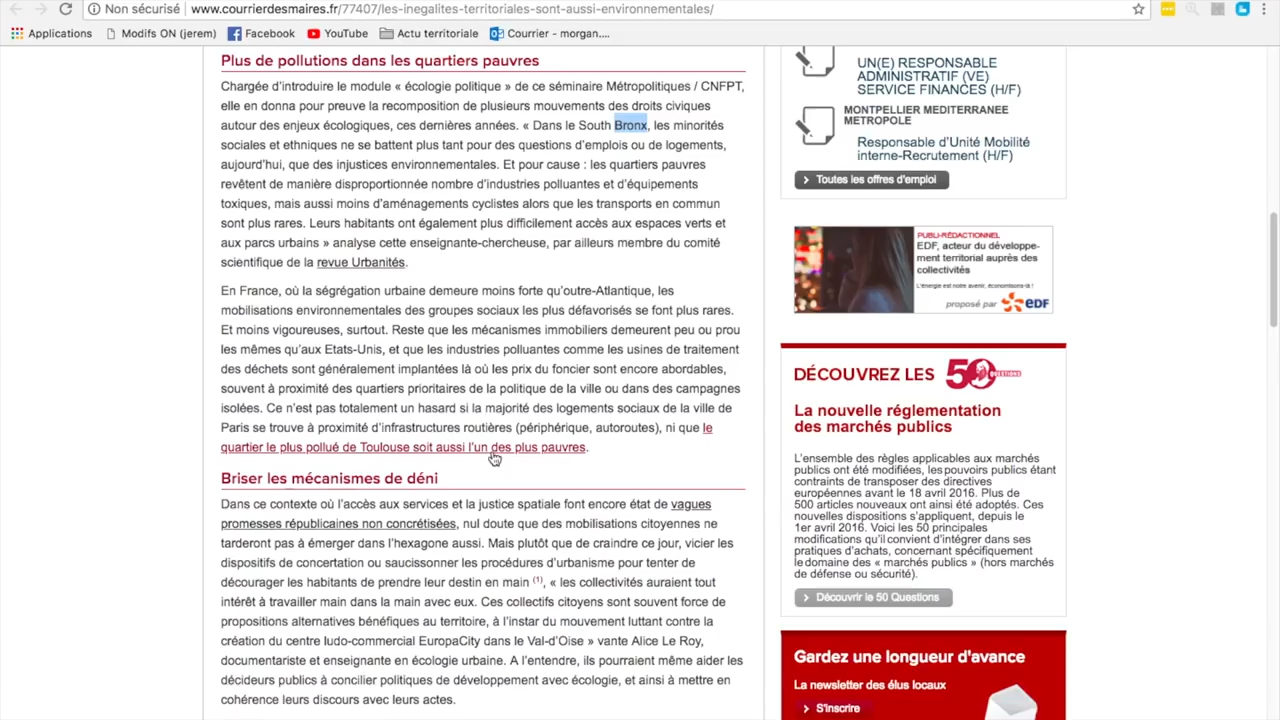 Non sécurisé
www.courrierdesmaires.fr/77407/les-inegalites-territoriales-sont-aussi-environnementales/
Applications
Modifs ON (jerem)
Facebook
YouTube
Actu territoriale
Courrier - morgan....
Plus de pollutions dans les quartiers pauvres
Chargée d'introduire le module « écologie politique » de ce séminaire Métropolitiques / CNFPT,
elle en donna pour preuve la recomposition de plusieurs mouvements des droits civiques
autour des enjeux écologiques, ces dernières années. « Dans le South Bronx, les minorités
sociales et ethniques ne se battent plus tant pour des questions d'emplois ou de logements,
aujourd'hui, que des injustices environnementales. Et pour cause : les quartiers pauvres
revêtent de manière disproportionnée nombre d'industries polluantes et d'équipements
toxiques, mais aussi moins d'aménagements cyclistes alors que les transports en commun
sont plus rares. Leurs habitants ont également plus difficilement accès aux espaces verts et
aux parcs urbains » analyse cette enseignante-chercheuse, par ailleurs membre du comité
scientifique de la revue Urbanités.
En France, où la ségrégation urbaine demeure moins forte qu'outre-Atlantique, les
mobilisations environnementales des groupes sociaux les plus défavorisés se font plus rares.
Et moins vigoureuses, surtout. Reste que les mécanismes immobiliers demeurent peu ou prou
les mêmes qu'aux Etats-Unis, et que les industries polluantes comme les usines de traitement
des déchets sont généralement implantées là où les prix du foncier sont encore abordables,
souvent à proximité des quartiers prioritaires de la politique de la ville ou dans des campagnes
isolées. Ce n'est pas totalement un hasard si la majorité des logements sociaux de la ville de
Paris se trouve à proximité d'infrastructures routières (périphérique, autoroutes), ni que le
quartier le plus pollué de Toulouse soit aussi l'un des plus pauvres.
Briser les mécanismes de déni
Dans ce contexte où l'accès aux services et la justice spatiale font encore état de vagues
promesses républicaines non concrétisées, nul doute que des mobilisations citoyennes ne
tarderont pas à émerger dans l'hexagone aussi. Mais plutôt que de craindre ce jour, vicier les
dispositifs de concertation ou saucissonner les procédures d'urbanisme pour tenter de
décourager les habitants de prendre leur destin en main (1), « les collectivités auraient tout
intérêt à travailler main dans la main avec eux. Ces collectifs citoyens sont souvent force de
propositions alternatives bénéfiques au territoire, à l'instar du mouvement luttant contre la
création du centre ludo-commercial EuropaCity dans le Val-d'Oise » vante Alice Le Roy,
documentariste et enseignante en écologie urbaine. A l'entendre, ils pourraient même aider les
décideurs publics à concilier politiques de développement avec écologie, et ainsi à mettre en
cohérence leurs discours avec leurs actes.
UN(E) RESPONSABLE
ADMINISTRATIF (VE)
SERVICE FINANCES (H/F)
MONTPELLIER MEDITERRANEE
METROPOLE
Responsable d'Unité Mobilité
interne-Recrutement (H/F)
Toutes les offres d'emploi
PUBLI-RÉDACTIONNEL
EDF, acteur du développe-
ment territorial auprès des
collectivités
L'énergie est notre avenir, économisons-la !
proposé par eDF
DÉCOUVREZ LES 50 QUESTIONS
La nouvelle réglementation
des marchés publics
L'ensemble des règles applicables aux marchés
publics ont été modifiées, les pouvoirs publics étant
contraints de transposer des directives
européennes avant le 18 avril 2016. Plus de
500 articles nouveaux ont ainsi été adoptés. Ces
nouvelles dispositions s'appliquent, depuis le
1er avril 2016. Voici les 50 principales
modifications qu'il convient d'intégrer dans ses
pratiques d'achats, concernant spécifiquement
le domaine des « marchés publics » (hors marchés
de défense ou sécurité).
Découvrir le 50 Questions
Gardez une longueur d'avance
La newsletter des élus locaux
S'inscrire